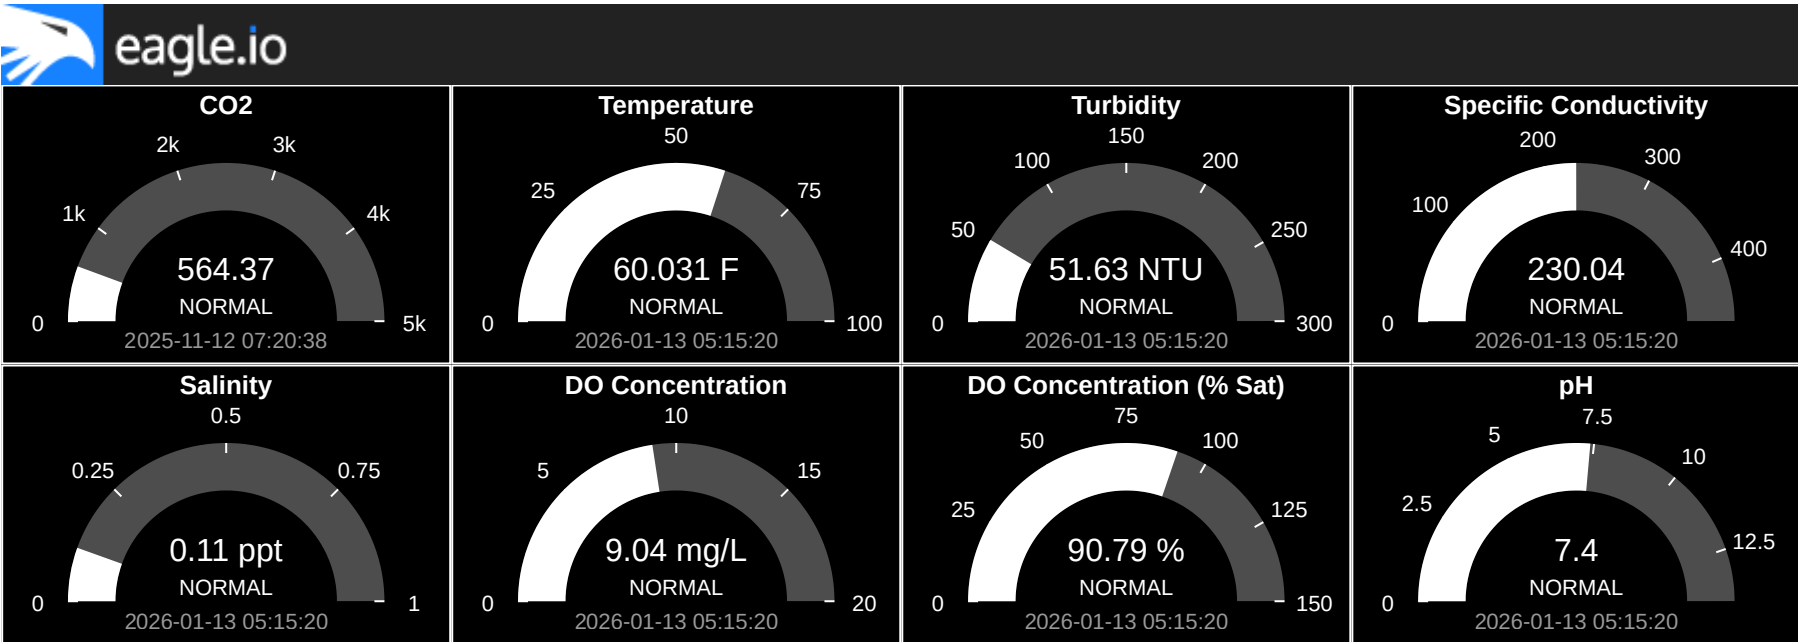 eagle.io
CO2
0
1k
2k
3k
4k
5k
564.37
NORMAL
2025-11-12 07:20:38
Temperature
0
25
50
75
100
60.031 F
NORMAL
2026-01-13 05:15:20
Turbidity
0
50
100
150
200
250
300
51.63 NTU
NORMAL
2026-01-13 05:15:20
Specific Conductivity
0
100
200
300
400
230.04
NORMAL
2026-01-13 05:15:20
Salinity
0
0.25
0.5
0.75
1
0.11 ppt
NORMAL
2026-01-13 05:15:20
DO Concentration
0
5
10
15
20
9.04 mg/L
NORMAL
2026-01-13 05:15:20
DO Concentration (% Sat)
0
25
50
75
100
125
150
90.79 %
NORMAL
2026-01-13 05:15:20
pH
0
2.5
5
7.5
10
12.5
7.4
NORMAL
2026-01-13 05:15:20